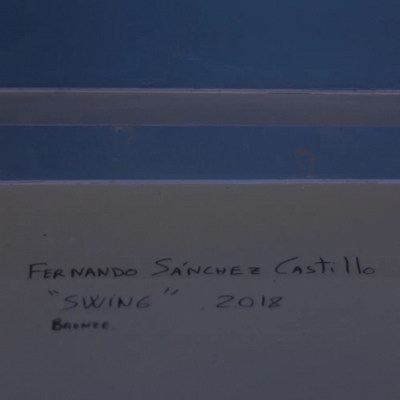 FERNANDO SÁNCHEZ CASTILLO
"SWING" 2018
BRONZE